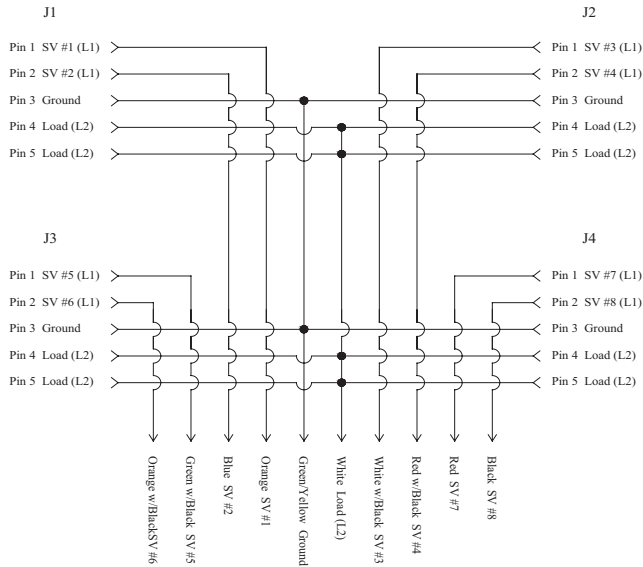 J1
Pin 1 SV #1 (L1)
Pin 2 SV #2 (L1)
Pin 3 Ground
Pin 4 Load (L2)
Pin 5 Load (L2)
J2
Pin 1 SV #3 (L1)
Pin 2 SV #4 (L1)
Pin 3 Ground
Pin 4 Load (L2)
Pin 5 Load (L2)
J3
Pin 1 SV #5 (L1)
Pin 2 SV #6 (L1)
Pin 3 Ground
Pin 4 Load (L2)
Pin 5 Load (L2)
J4
Pin 1 SV #7 (L1)
Pin 2 SV #8 (L1)
Pin 3 Ground
Pin 4 Load (L2)
Pin 5 Load (L2)
Orange w/BlackSV #6
Green w/Black SV #5
Blue SV #2
Orange SV #1
Green/Yellow Ground
White Load (L2)
White w/Black SV #3
Red w/Black SV #4
Red SV #7
Black SV #8